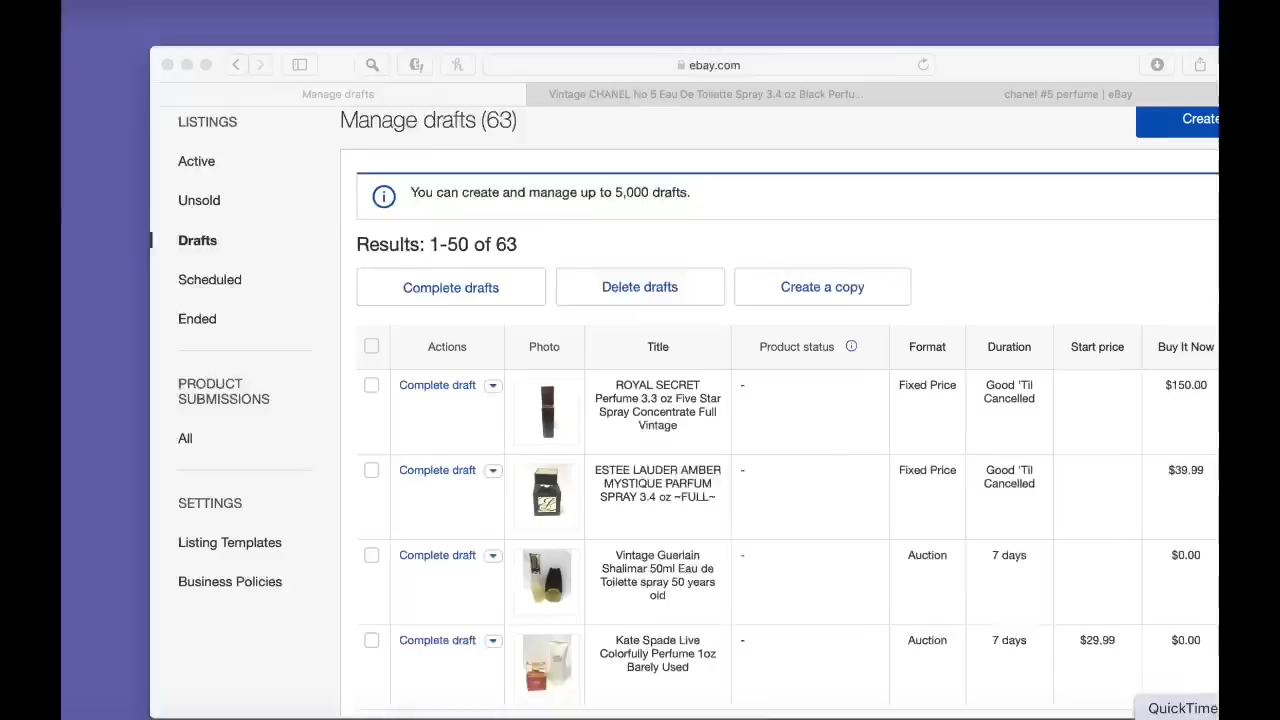 ebay.com
Manage drafts
Vintage CHANEL No 5 Eau De Toilette Spray 3.4 oz Black Perfu...
chanel #5 perfume | eBay
LISTINGS
Active
Unsold
Drafts
Scheduled
Ended
PRODUCT
SUBMISSIONS
All
SETTINGS
Listing Templates
Business Policies
Manage drafts (63)
Create
You can create and manage up to 5,000 drafts.
Results: 1-50 of 63
Complete drafts
Delete drafts
Create a copy
Actions
Photo
Title
Product status
Format
Duration
Start price
Buy It Now
Complete draft
ROYAL SECRET
Perfume 3.3 oz Five Star
Spray Concentrate Full
Vintage
-
Fixed Price
Good 'Til
Cancelled
$150.00
Complete draft
ESTEE LAUDER AMBER
MYSTIQUE PARFUM
SPRAY 3.4 oz ~FULL~
-
Fixed Price
Good 'Til
Cancelled
$39.99
Complete draft
Vintage Guerlain
Shalimar 50ml Eau de
Toilette spray 50 years
old
-
Auction
7 days
$0.00
Complete draft
Kate Spade Live
Colorfully Perfume 1oz
Barely Used
-
Auction
7 days
$29.99
$0.00
QuickTime